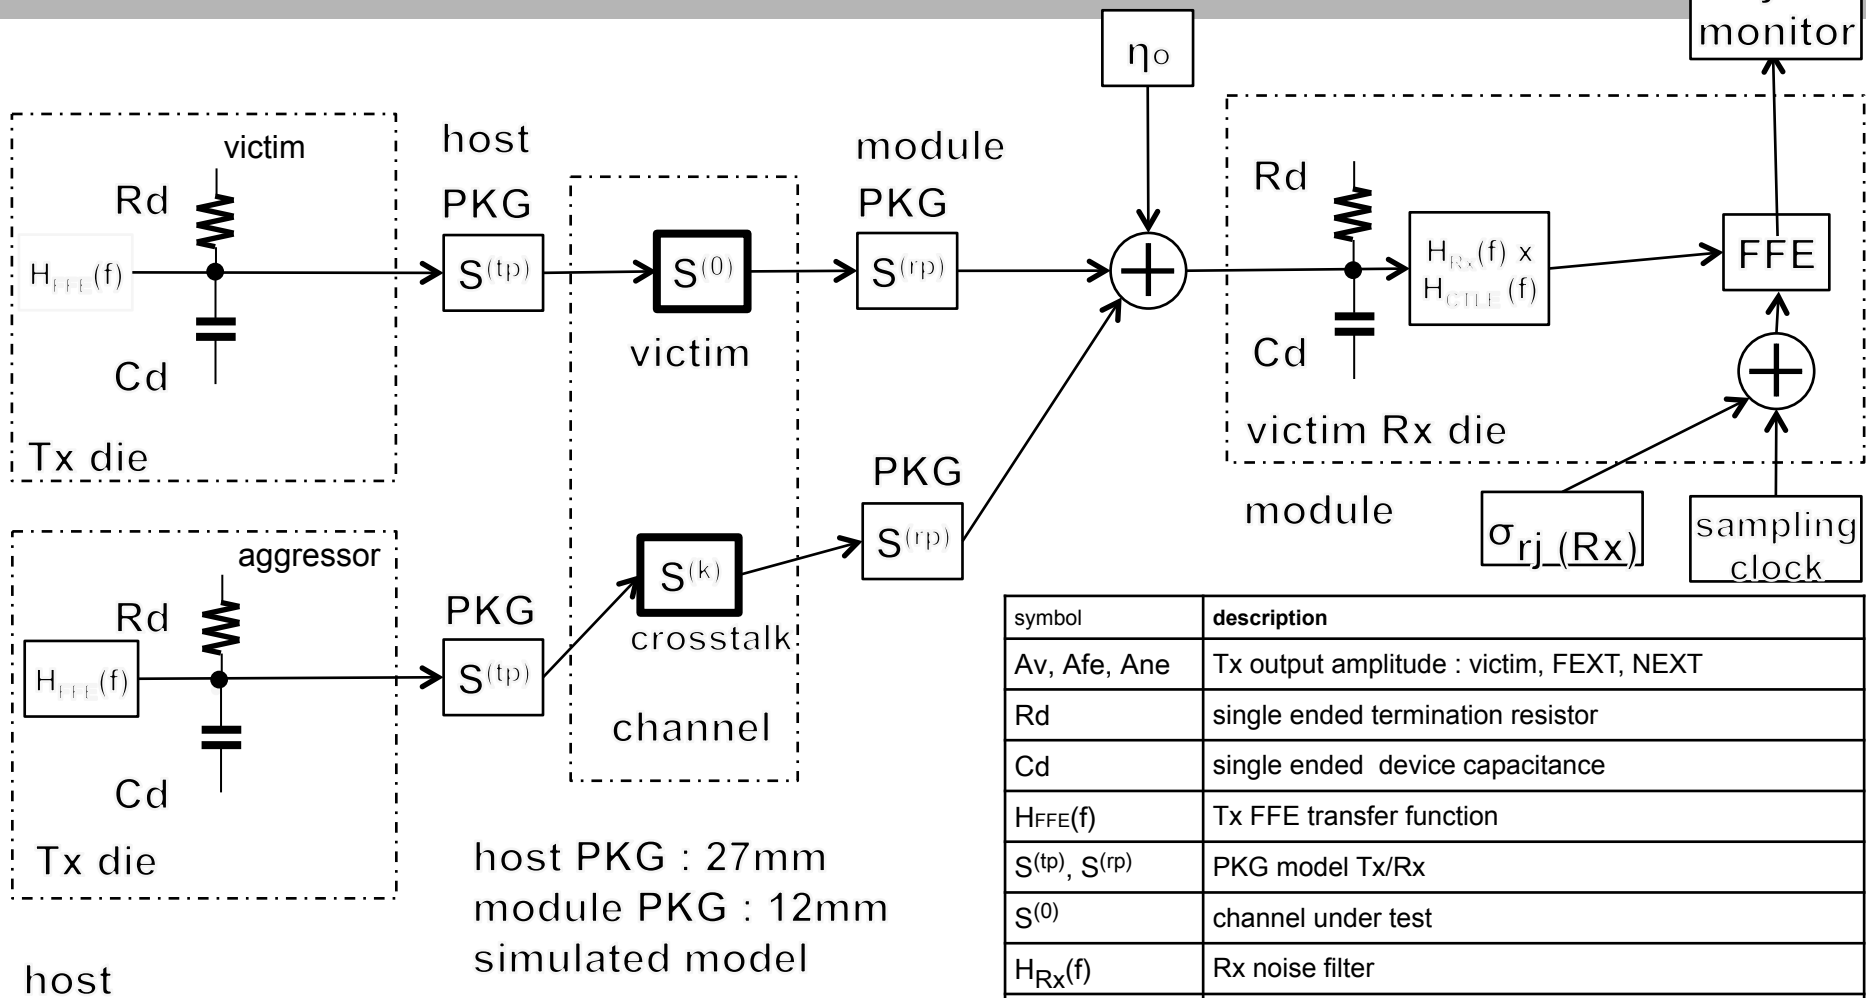 monitor
ηo
host
PKG
module
PKG
victim
Rd
HFFE(f)
Cd
Tx die
S(tp)
S(0)
victim
S(rp)
Rd
Cd
HRx(f) x
HCTLE (f)
FFE
victim Rx die
module
σrj (Rx)
sampling
clock
aggressor
Rd
HFFE(f)
Cd
Tx die
PKG
S(tp)
S(k)
crosstalk
channel
PKG
S(rp)
host PKG : 27mm
module PKG : 12mm
simulated model
host
symbol description
Av, Afe, Ane Tx output amplitude : victim, FEXT, NEXT
Rd single ended termination resistor
Cd single ended device capacitance
HFFE(f) Tx FFE transfer function
S(tp), S(rp) PKG model Tx/Rx
S(0) channel under test
HRx(f) Rx noise filter